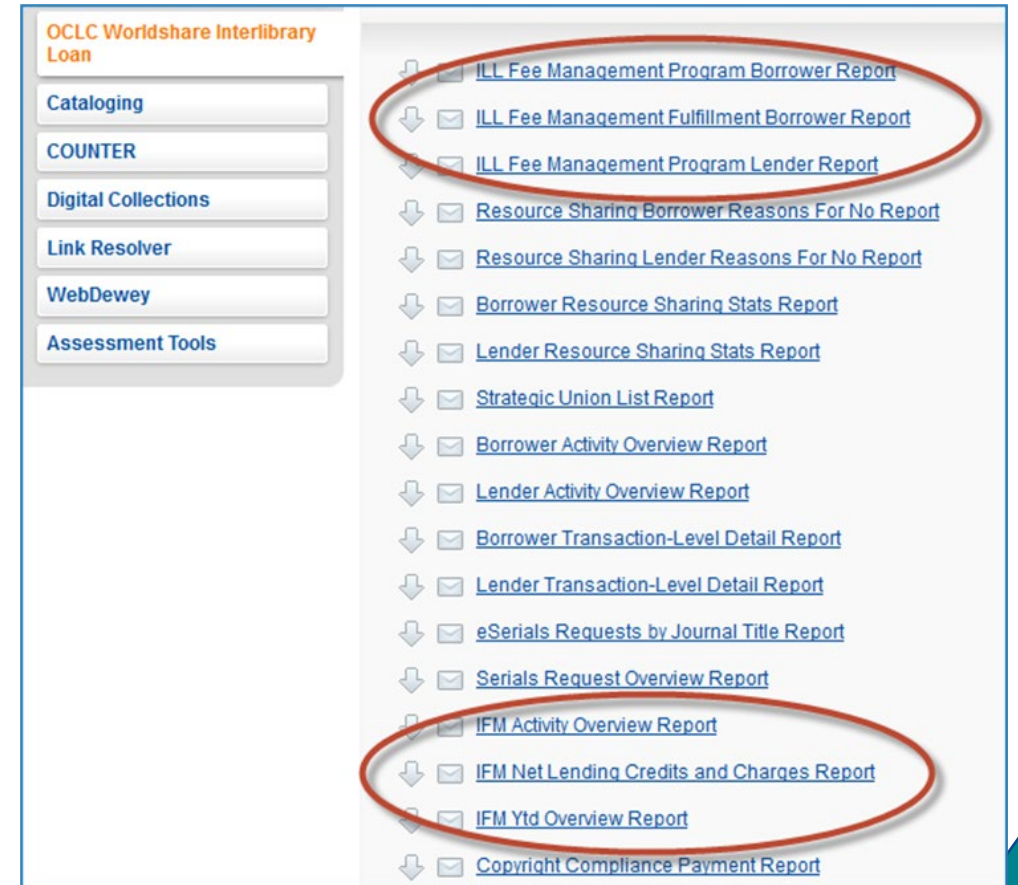 OCLC Worldshare Interlibrary
Loan
Cataloging
COUNTER
Digital Collections
Link Resolver
WebDewey
Assessment Tools
ILL Fee Management Program Borrower Report
ILL Fee Management Fulfillment Borrower Report
ILL Fee Management Program Lender Report
Resource Sharing Borrower Reasons For No Report
Resource Sharing Lender Reasons For No Report
Borrower Resource Sharing Stats Report
Lender Resource Sharing Stats Report
Strategic Union List Report
Borrower Activity Overview Report
Lender Activity Overview Report
Borrower Transaction-Level Detail Report
Lender Transaction-Level Detail Report
eSerials Requests by Journal Title Report
Serials Request Overview Report
IFM Activity Overview Report
IFM Net Lending Credits and Charges Report
IFM Ytd Overview Report
Copyright Compliance Payment Report